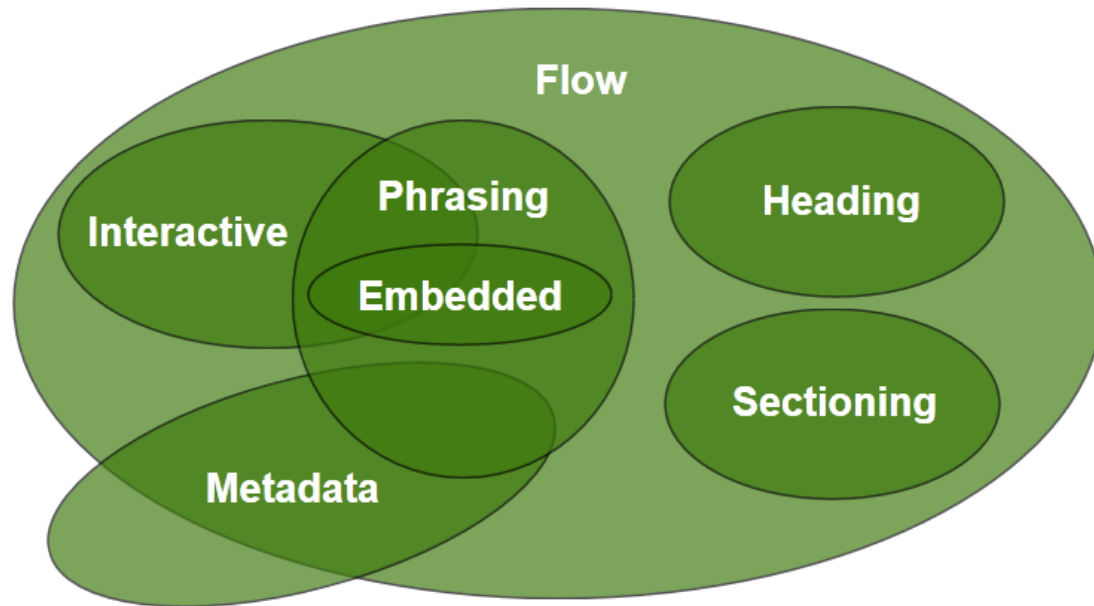 Flow
Phrasing
Heading
Interactive
Embedded
Sectioning
Metadata